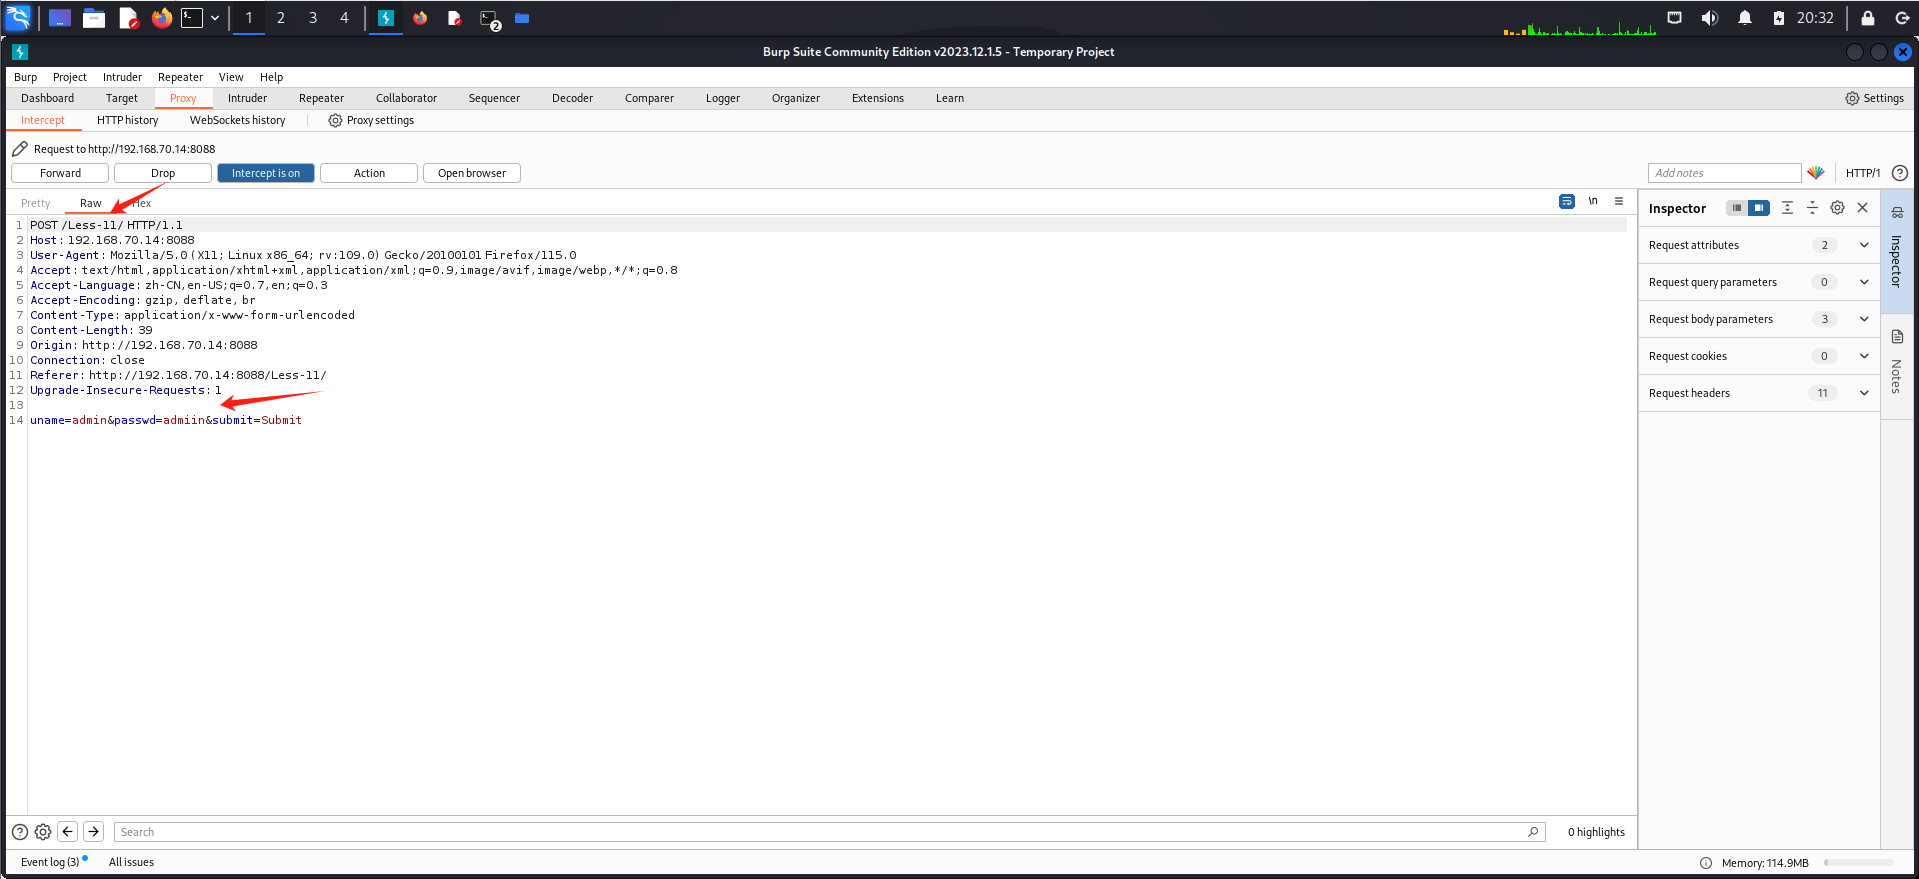 1 2 3 4 2 20:32
Burp Suite Community Edition v2023.12.1.5 - Temporary Project
Burp Project Intruder Repeater View Help
Dashboard Target Proxy Intruder Repeater Collaborator Sequencer Decoder Comparer Logger Organizer Extensions Learn Settings
Intercept HTTP history WebSockets history Proxy settings
Request to http://192.168.70.14:8088
Forward Drop Intercept is on Action Open browser Add notes HTTP/1
Pretty Raw Hex \n
1 POST /Less-11/ HTTP/1.1
2 Host: 192.168.70.14:8088
3 User-Agent: Mozilla/5.0 (X11; Linux x86_64; rv:109.0) Gecko/20100101 Firefox/115.0
4 Accept: text/html,application/xhtml+xml,application/xml;q=0.9,image/avif,image/webp,*/*;q=0.8
5 Accept-Language: zh-CN,en-US;q=0.7,en;q=0.3
6 Accept-Encoding: gzip, deflate, br
7 Content-Type: application/x-www-form-urlencoded
8 Content-Length: 39
9 Origin: http://192.168.70.14:8088
10 Connection: close
11 Referer: http://192.168.70.14:8088/Less-11/
12 Upgrade-Insecure-Requests: 1
13
14 uname=admin&passwd=admiin&submit=Submit
Inspector
Request attributes 2
Request query parameters 0
Request body parameters 3
Request cookies 0
Request headers 11
Inspector
Notes
Search 0 highlights
Event log (3) All issues Memory: 114.9MB